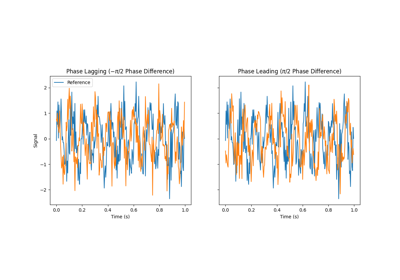 Phase Lagging (−π/2 Phase Difference)
Reference
Signal
2
1
0
−1
−2
0.0 0.2 0.4 0.6 0.8 1.0
Time (s)
Phase Leading (π/2 Phase Difference)
0.0 0.2 0.4 0.6 0.8 1.0
Time (s)